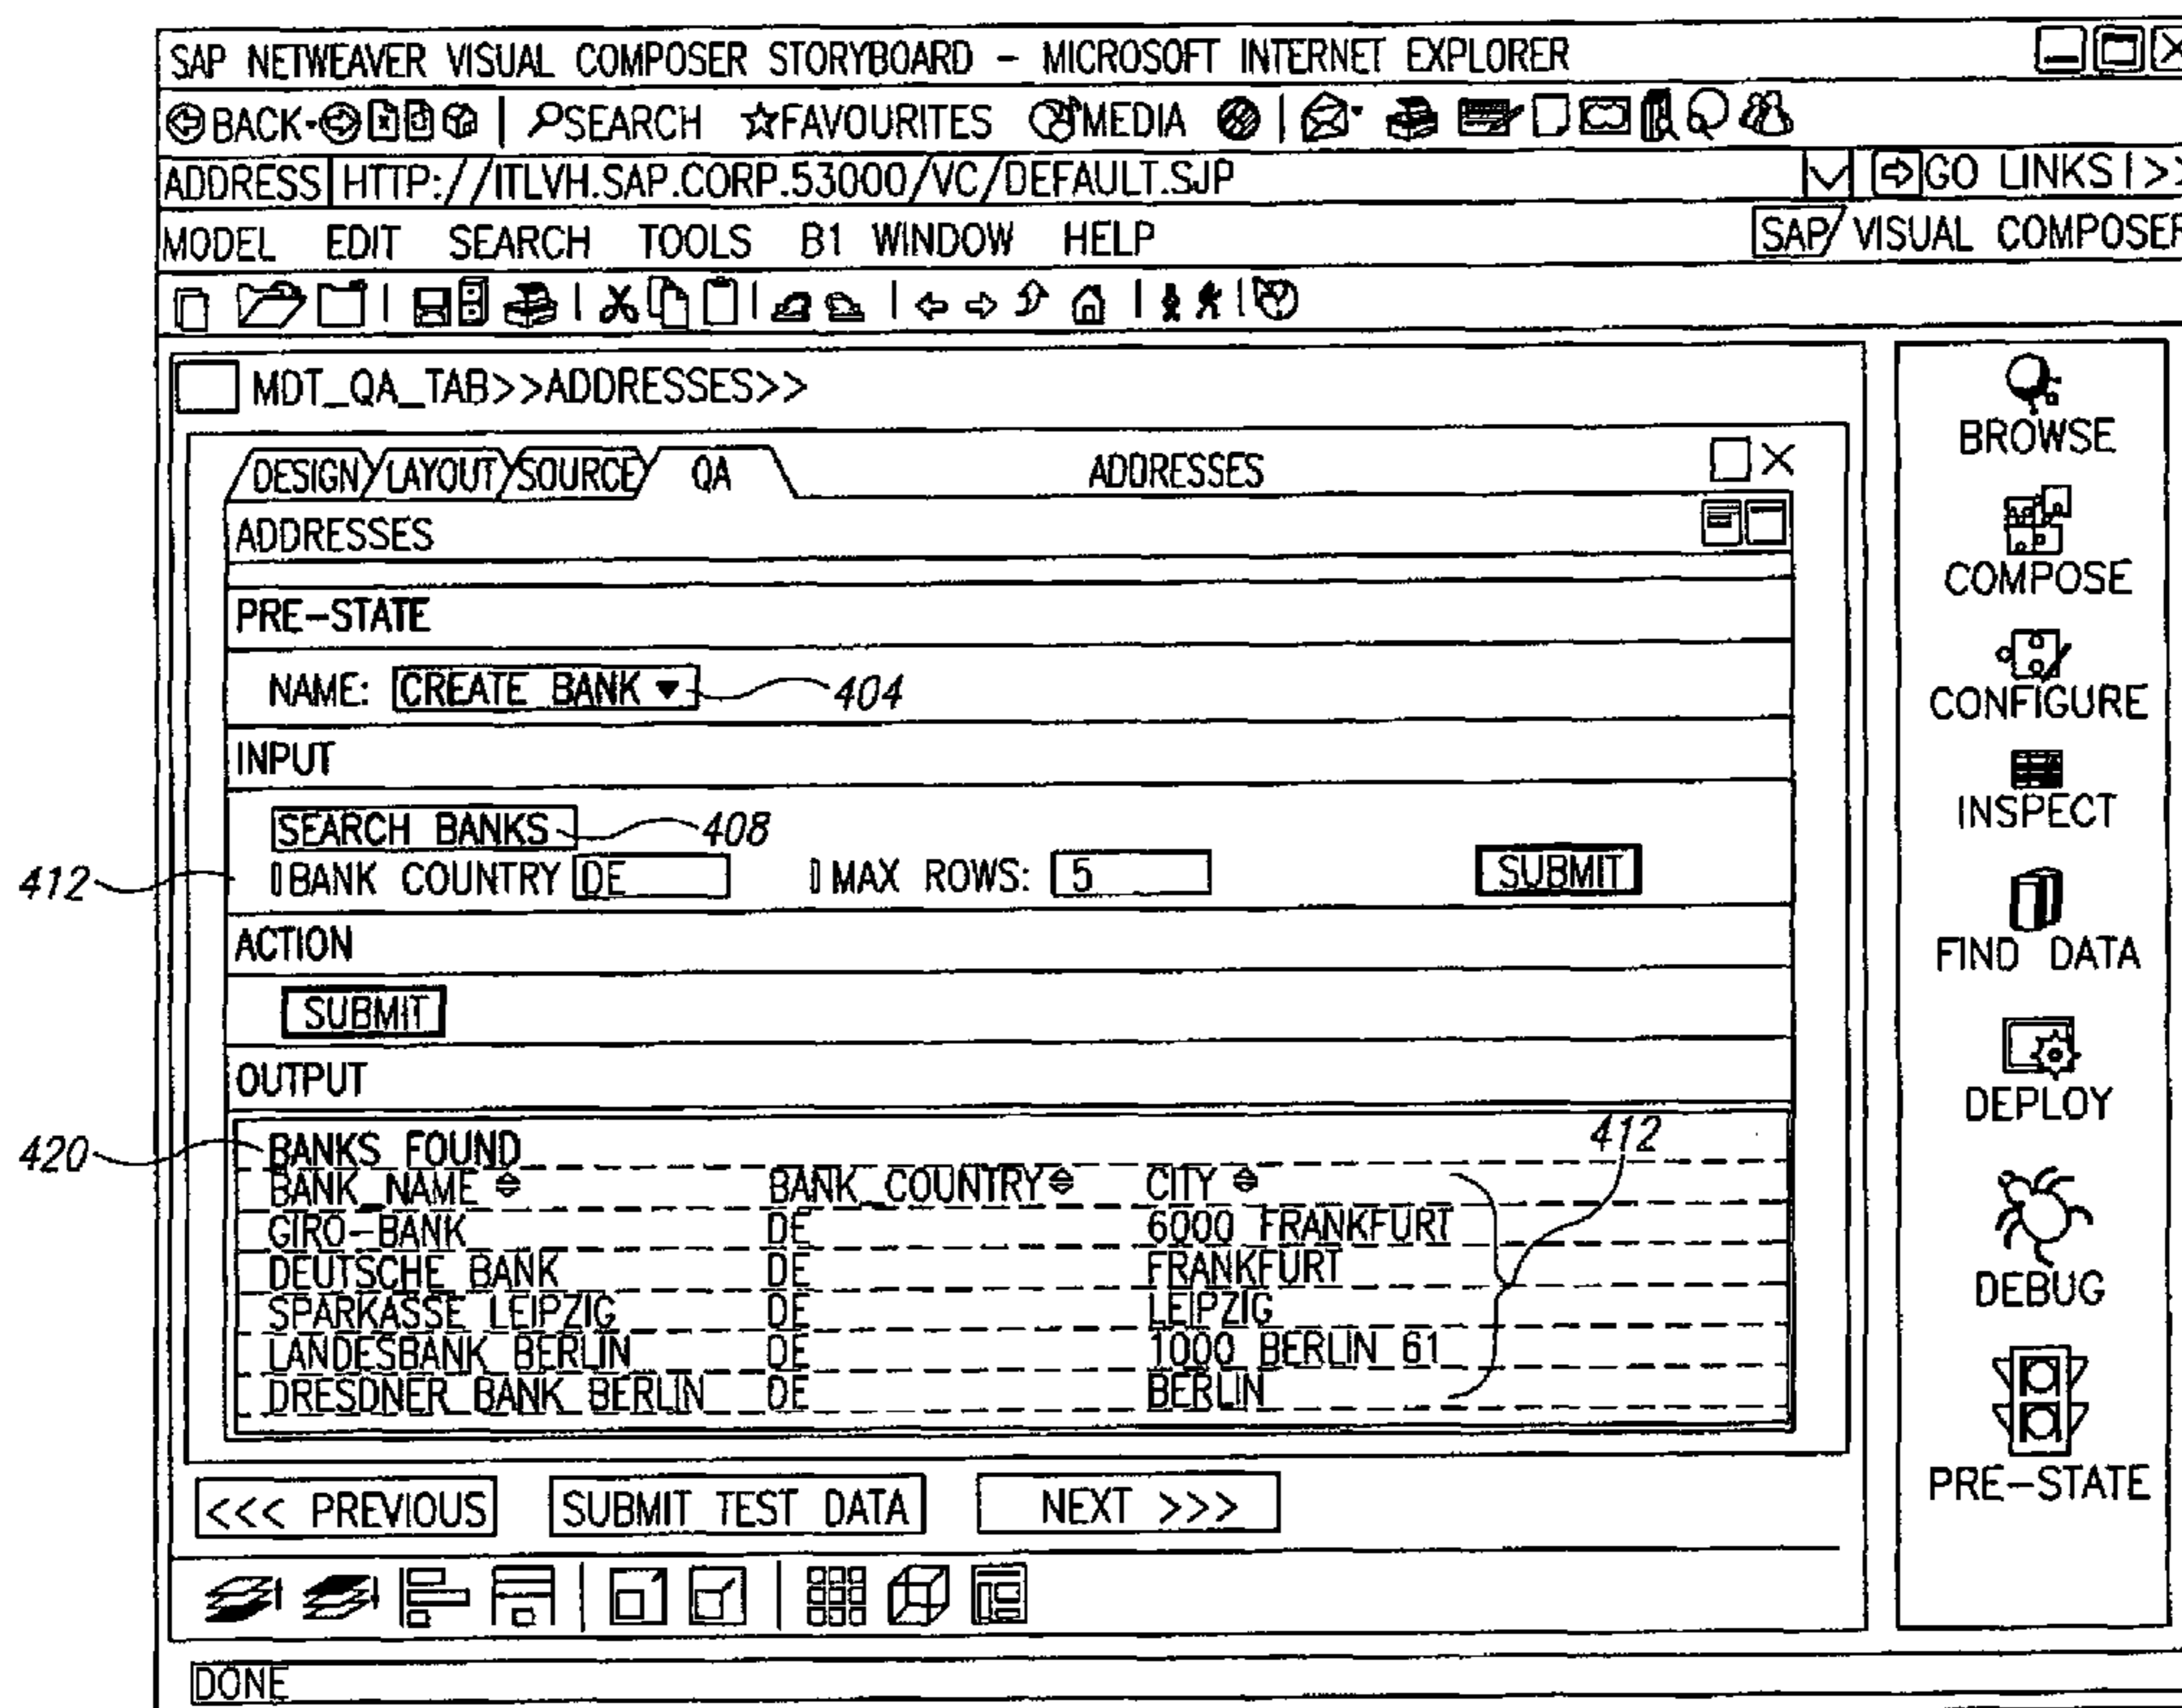 SAP NETWEAVER VISUAL COMPOSER STORYBOARD – MICROSOFT INTERNET EXPLORER
BACK SEARCH FAVOURITES MEDIA
ADDRESS HTTP://ITLVH.SAP.CORP.53000/VC/DEFAULT.SJP GO LINKS | >>
MODEL EDIT SEARCH TOOLS B1 WINDOW HELP SAP VISUAL COMPOSER
MDT_QA_TAB>>ADDRESSES>>
DESIGN LAYOUT SOURCE QA ADDRESSES
ADDRESSES
PRE-STATE
NAME: CREATE BANK 404
INPUT
SEARCH BANKS 408
412 BANK COUNTRY DE MAX ROWS: 5 SUBMIT
ACTION
SUBMIT
OUTPUT
420 BANKS FOUND 412
BANK_NAME BANK_COUNTRY CITY
GIRO-BANK DE 6000 FRANKFURT
DEUTSCHE BANK DE FRANKFURT
SPARKASSE LEIPZIG DE LEIPZIG
LANDESBANK BERLIN DE 1000 BERLIN 61
DRESDNER BANK BERLIN DE BERLIN
<<< PREVIOUS SUBMIT TEST DATA NEXT >>>
DONE
BROWSE
COMPOSE
CONFIGURE
INSPECT
FIND DATA
DEPLOY
DEBUG
PRE-STATE